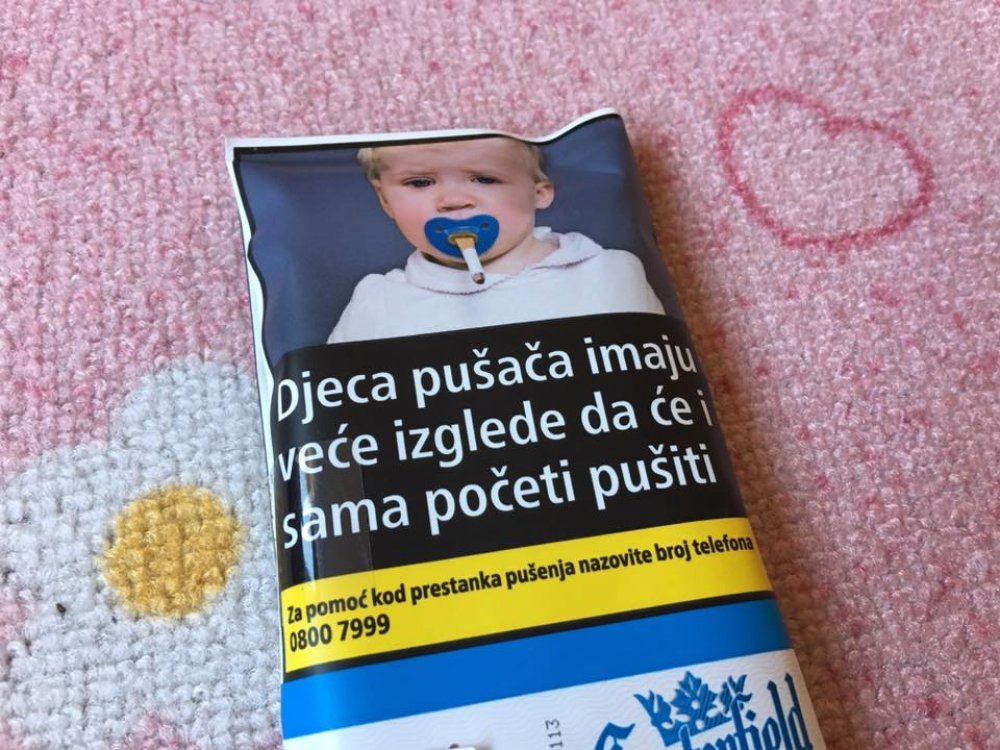 Djeca pušača imaju
veće izglede da će i
sama početi pušiti
Za pomoć kod prestanka pušenja nazovite broj telefona
0800 7999
113